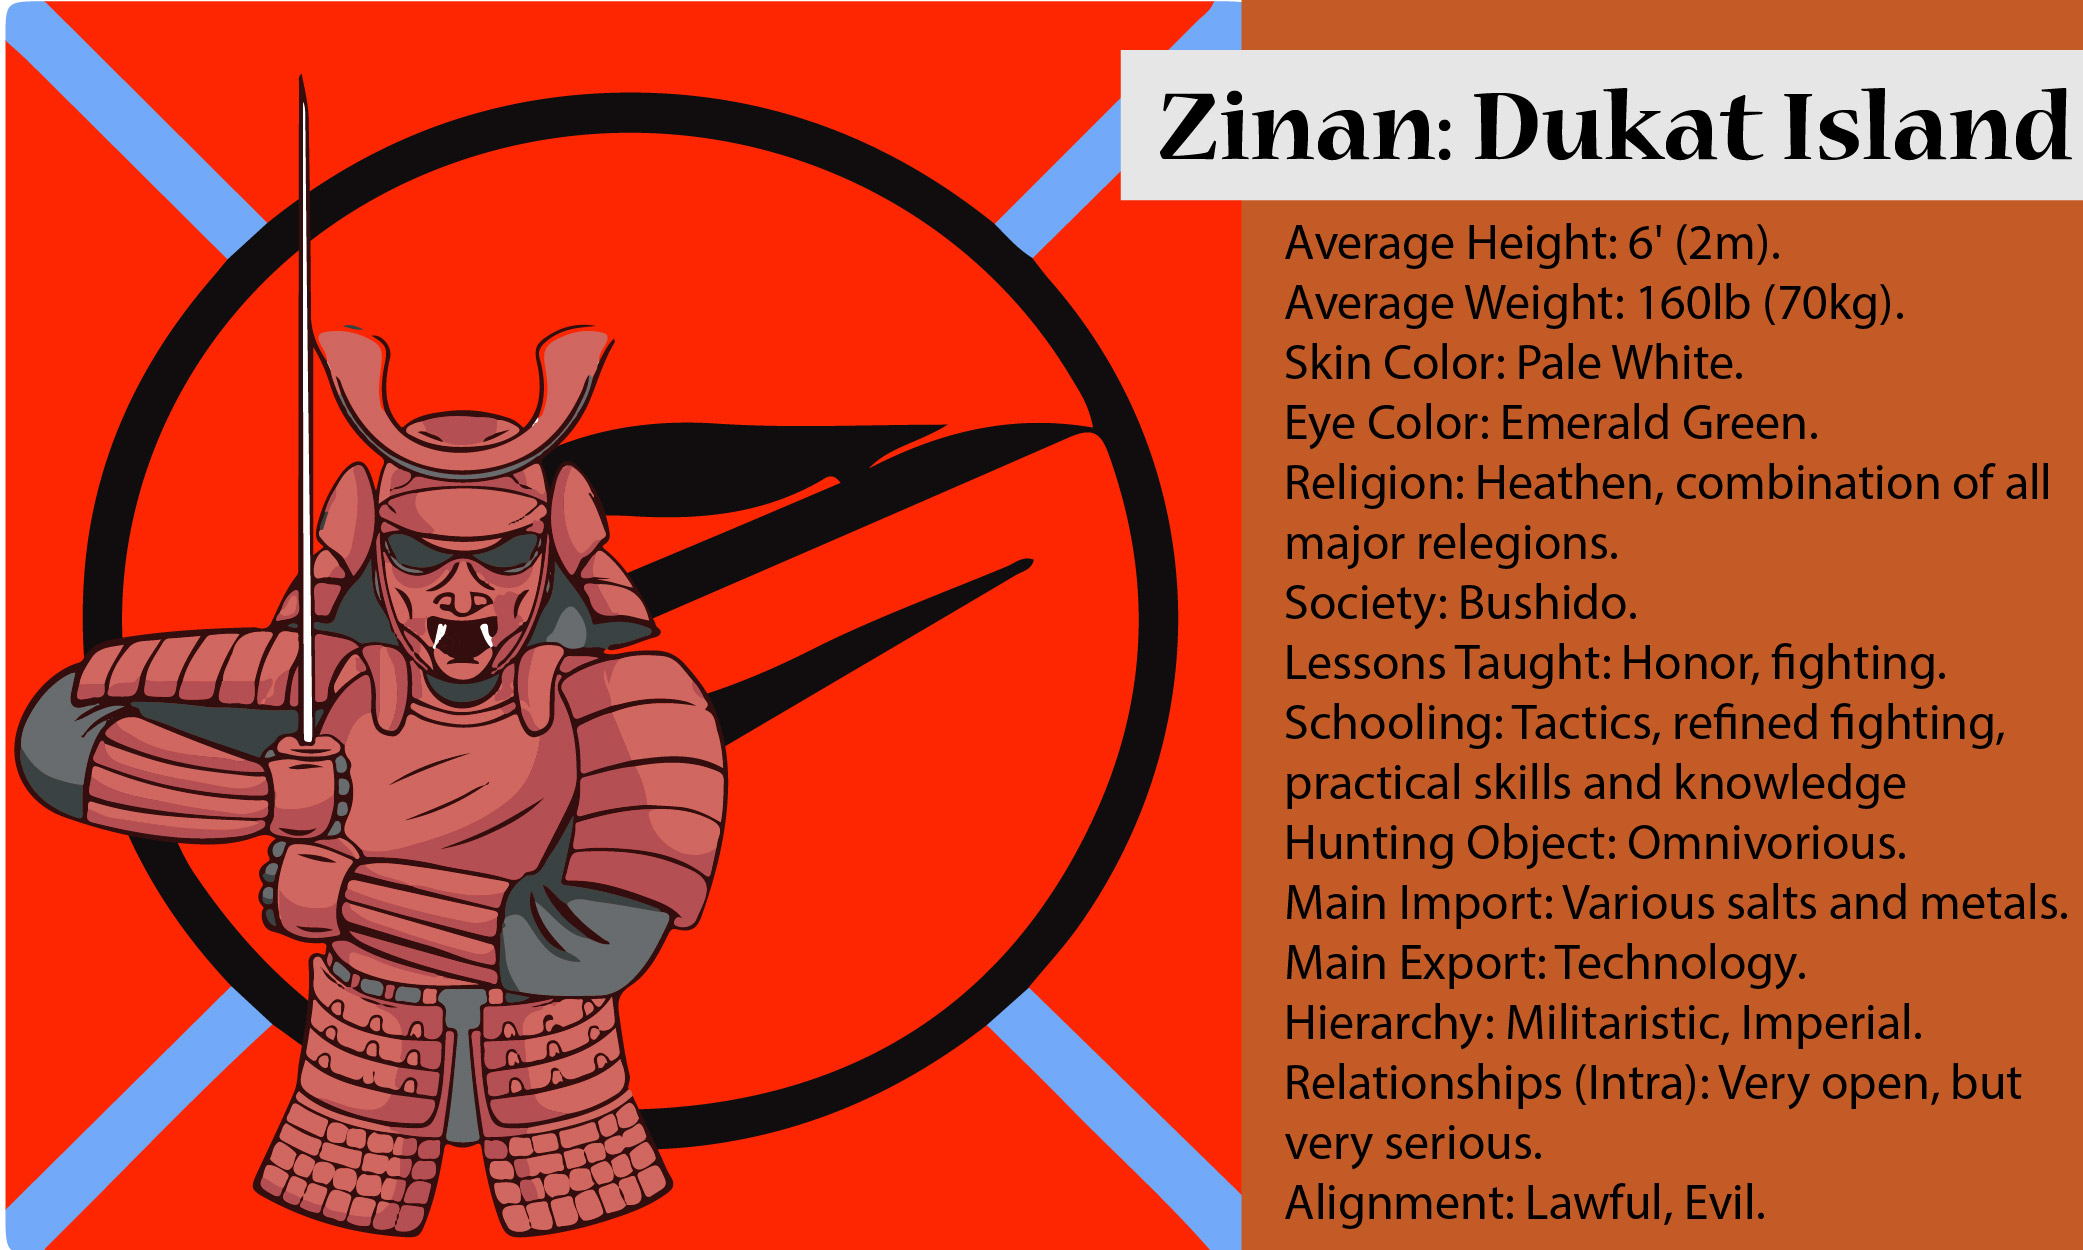 Zinan: Dukat Island
Average Height: 6' (2m).
Average Weight: 160lb (70kg).
Skin Color: Pale White.
Eye Color: Emerald Green.
Religion: Heathen, combination of all
major relegions.
Society: Bushido.
Lessons Taught: Honor, fighting.
Schooling: Tactics, refined fighting,
practical skills and knowledge
Hunting Object: Omnivorious.
Main Import: Various salts and metals.
Main Export: Technology.
Hierarchy: Militaristic, Imperial.
Relationships (Intra): Very open, but
very serious.
Alignment: Lawful, Evil.